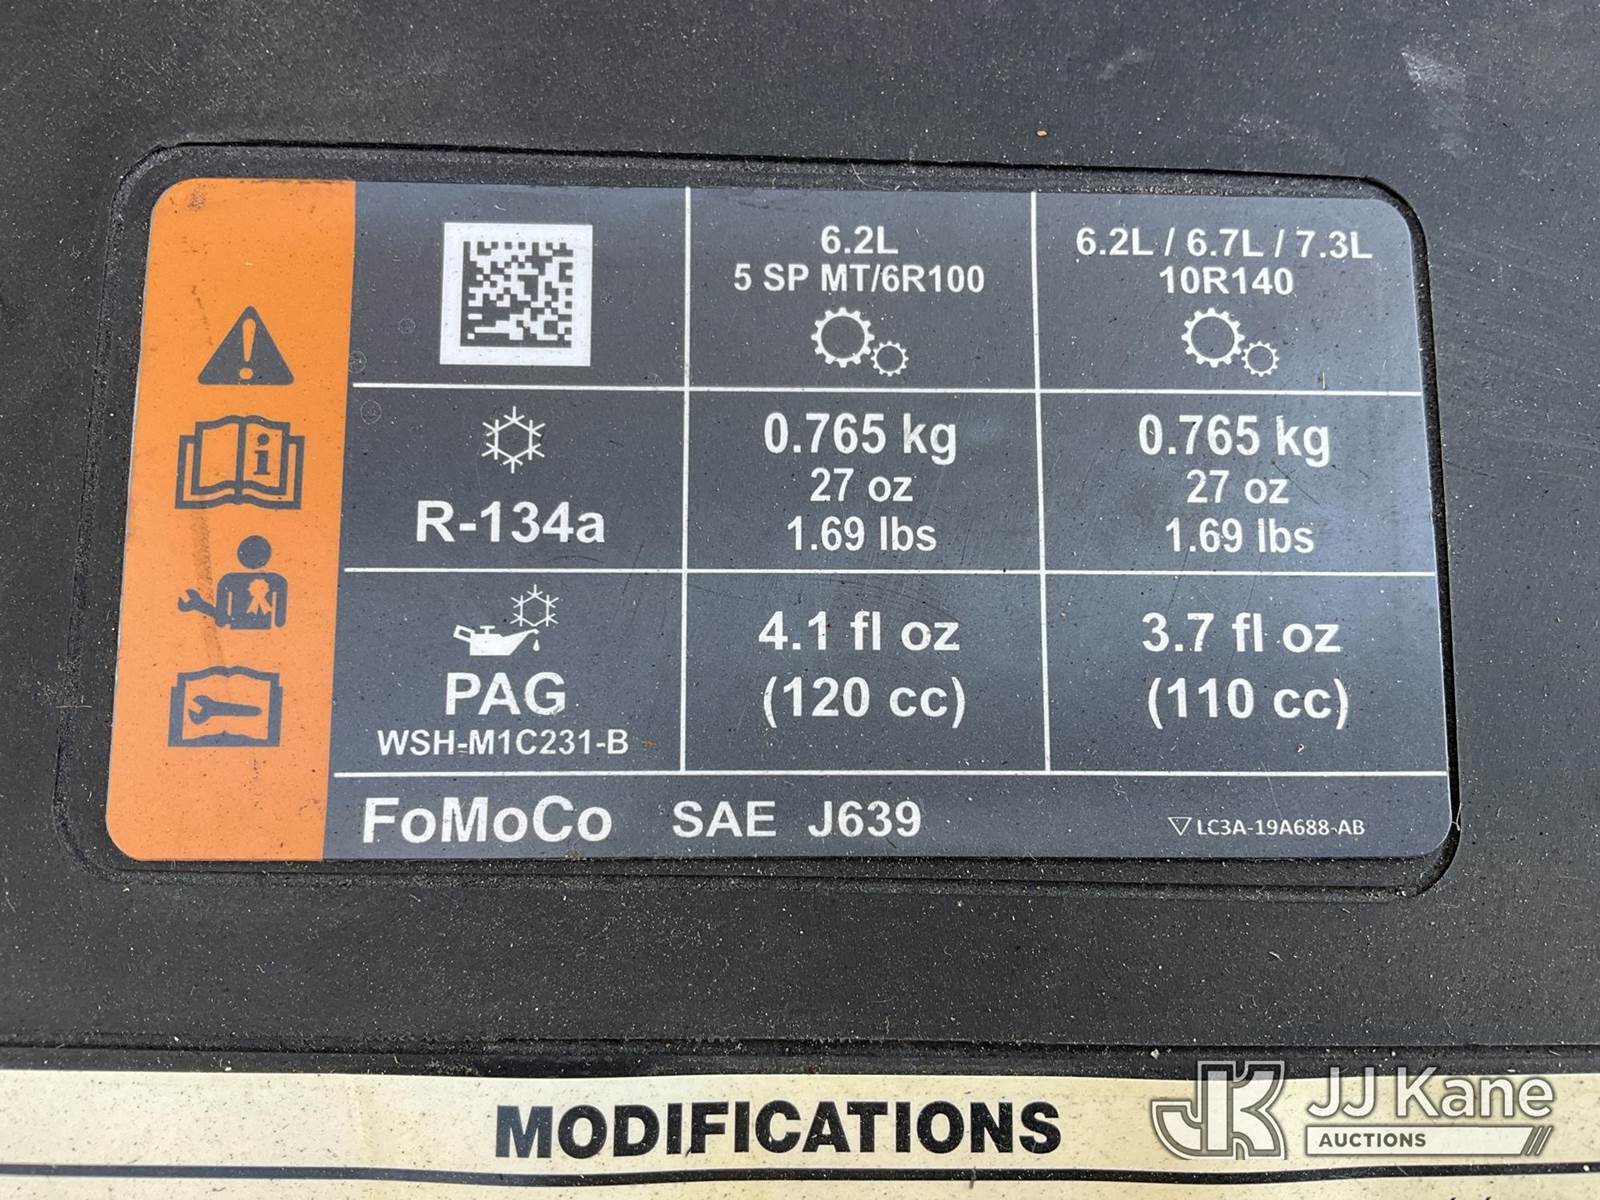 6.2L
5 SP MT/6R100
6.2L / 6.7L / 7.3L
10R140
R-134a
0.765 kg
27 oz
1.69 lbs
0.765 kg
27 oz
1.69 lbs
PAG
WSH-M1C231-B
4.1 fl oz
(120 cc)
3.7 fl oz
(110 cc)
FoMoCo SAE J639
LC3A-19A688-AB
MODIFICATIONS
JK JJ Kane
AUCTIONS